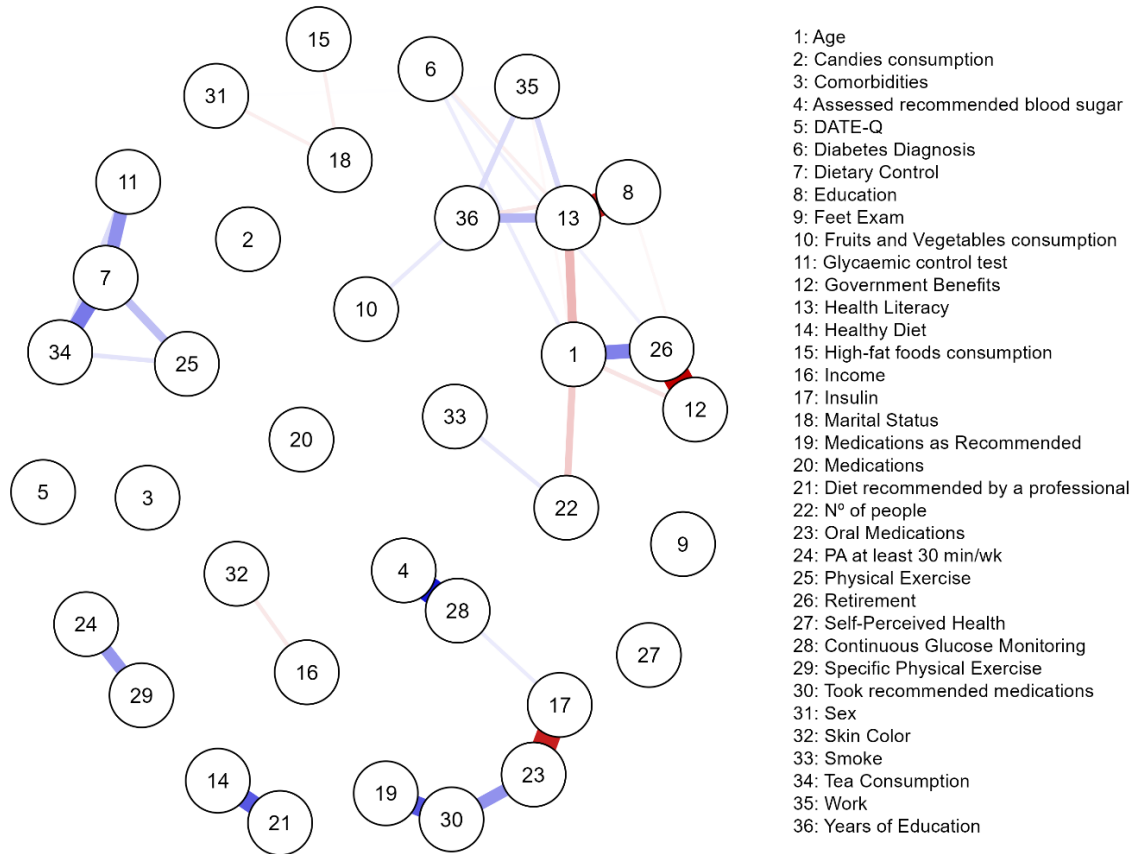 15
6
35
31
18
11
8
36
13
2
7
10
34
25
1
26
12
33
20
5
3
22
9
4
32
28
24
27
16
29
17
14
23
19
21
30
1: Age
2: Candies consumption
3: Comorbidities
4: Assessed recommended blood sugar
5: DATE-Q
6: Diabetes Diagnosis
7: Dietary Control
8: Education
9: Feet Exam
10: Fruits and Vegetables consumption
11: Glycaemic control test
12: Government Benefits
13: Health Literacy
14: Healthy Diet
15: High-fat foods consumption
16: Income
17: Insulin
18: Marital Status
19: Medications as Recommended
20: Medications
21: Diet recommended by a professional
22: Nº of people
23: Oral Medications
24: PA at least 30 min/wk
25: Physical Exercise
26: Retirement
27: Self-Perceived Health
28: Continuous Glucose Monitoring
29: Specific Physical Exercise
30: Took recommended medications
31: Sex
32: Skin Color
33: Smoke
34: Tea Consumption
35: Work
36: Years of Education